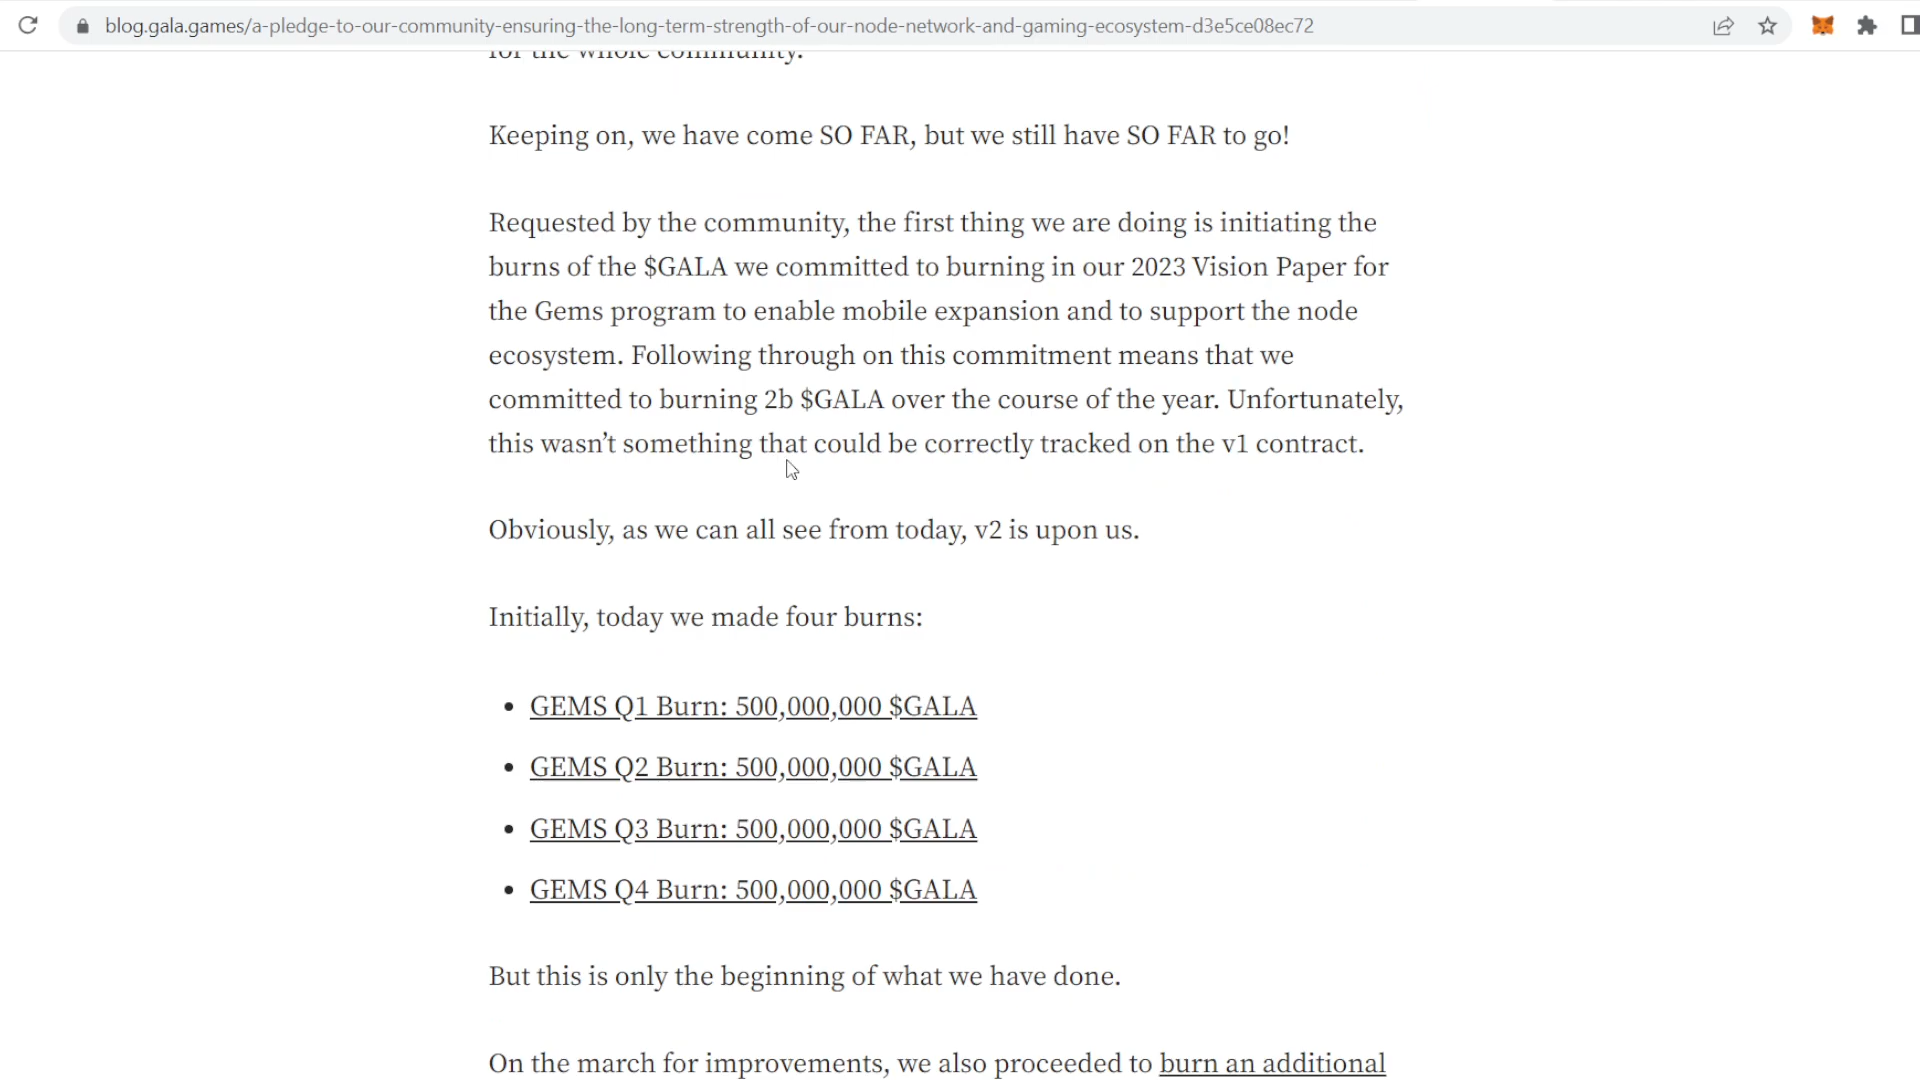 blog.gala.games/a-pledge-to-our-community-ensuring-the-long-term-strength-of-our-node-network-and-gaming-ecosystem-d3e5ce08ec72
for the whole community.
Keeping on, we have come SO FAR, but we still have SO FAR to go!
Requested by the community, the first thing we are doing is initiating the
burns of the $GALA we committed to burning in our 2023 Vision Paper for
the Gems program to enable mobile expansion and to support the node
ecosystem. Following through on this commitment means that we
committed to burning 2b $GALA over the course of the year. Unfortunately,
this wasn’t something that could be correctly tracked on the v1 contract.
Obviously, as we can all see from today, v2 is upon us.
Initially, today we made four burns:
• GEMS Q1 Burn: 500,000,000 $GALA
• GEMS Q2 Burn: 500,000,000 $GALA
• GEMS Q3 Burn: 500,000,000 $GALA
• GEMS Q4 Burn: 500,000,000 $GALA
But this is only the beginning of what we have done.
On the march for improvements, we also proceeded to burn an additional